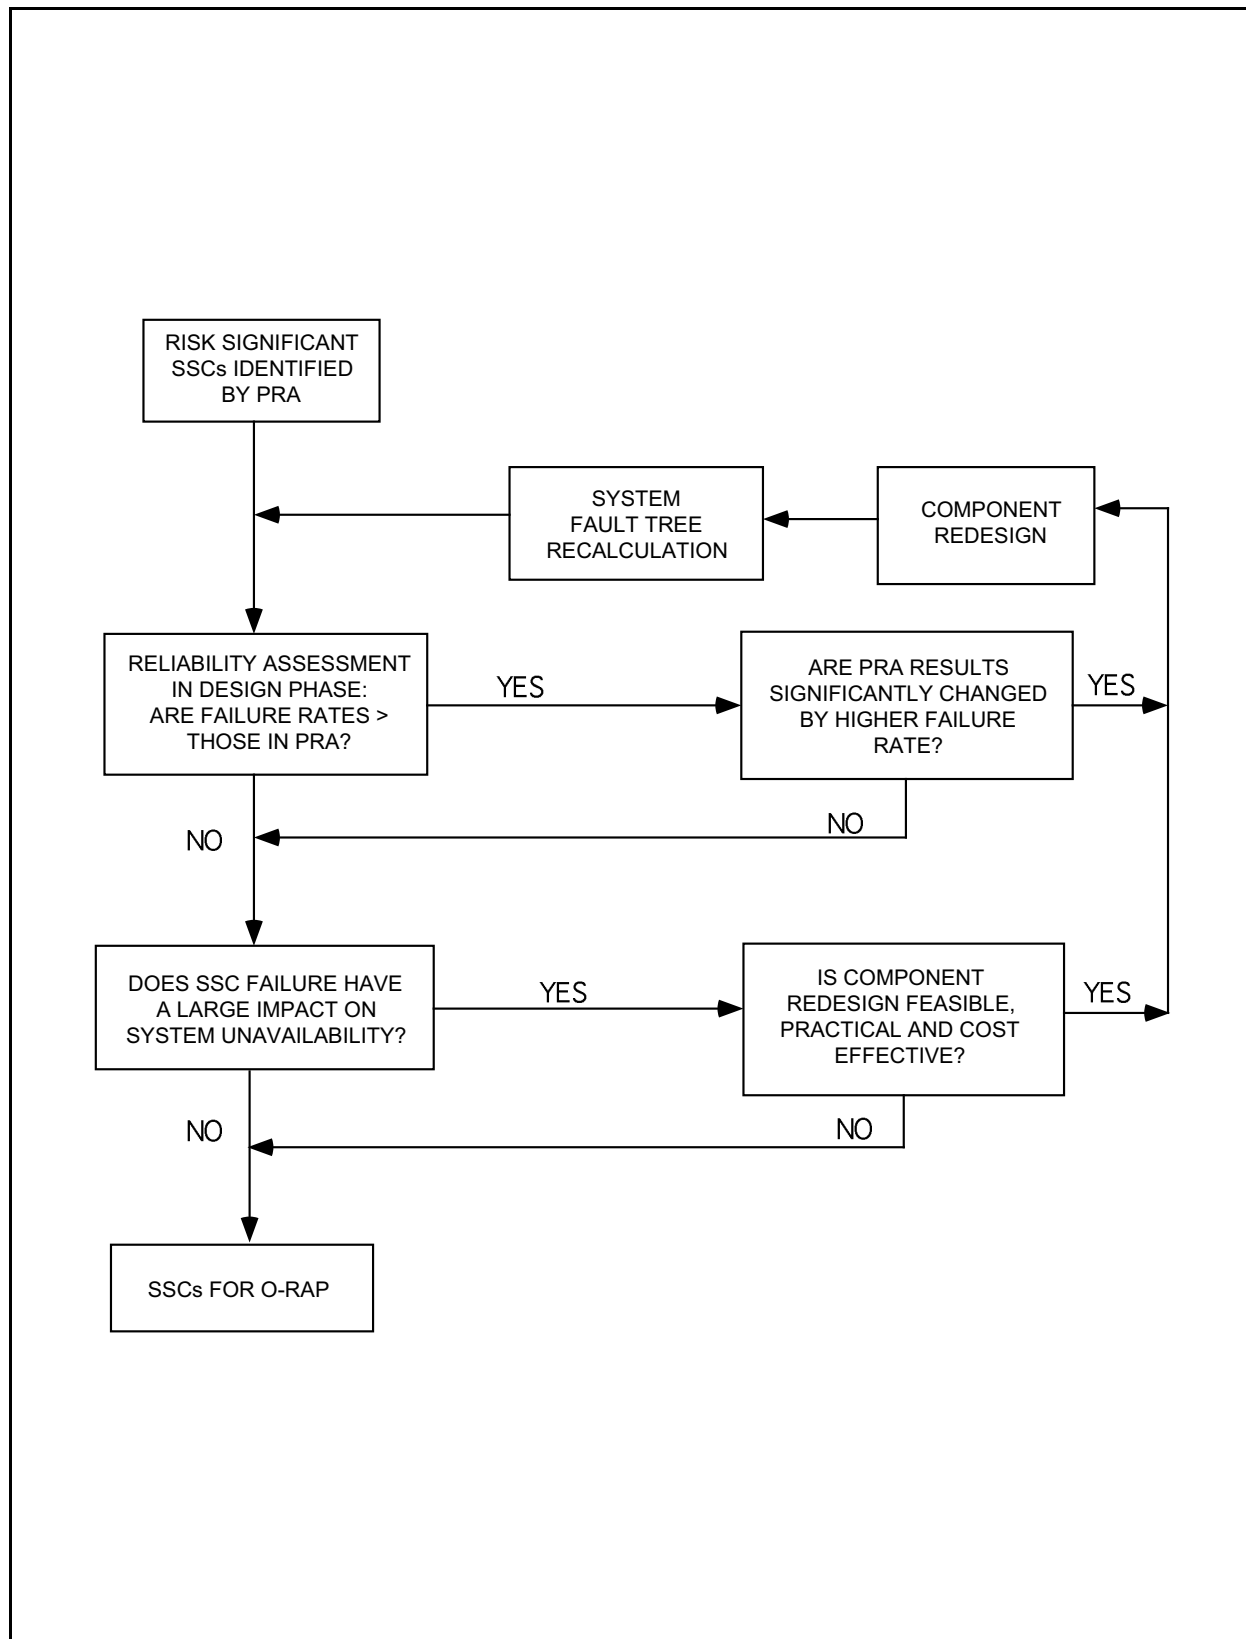 RISK SIGNIFICANT
SSCs IDENTIFIED
BY PRA
SYSTEM
FAULT TREE
RECALCULATION
COMPONENT
REDESIGN
RELIABILITY ASSESSMENT
IN DESIGN PHASE:
ARE FAILURE RATES >
THOSE IN PRA?
YES
ARE PRA RESULTS
SIGNIFICANTLY CHANGED
BY HIGHER FAILURE
RATE?
YES
NO
NO
DOES SSC FAILURE HAVE
A LARGE IMPACT ON
SYSTEM UNAVAILABILITY?
YES
IS COMPONENT
REDESIGN FEASIBLE,
PRACTICAL AND COST
EFFECTIVE?
YES
NO
NO
SSCs FOR O-RAP